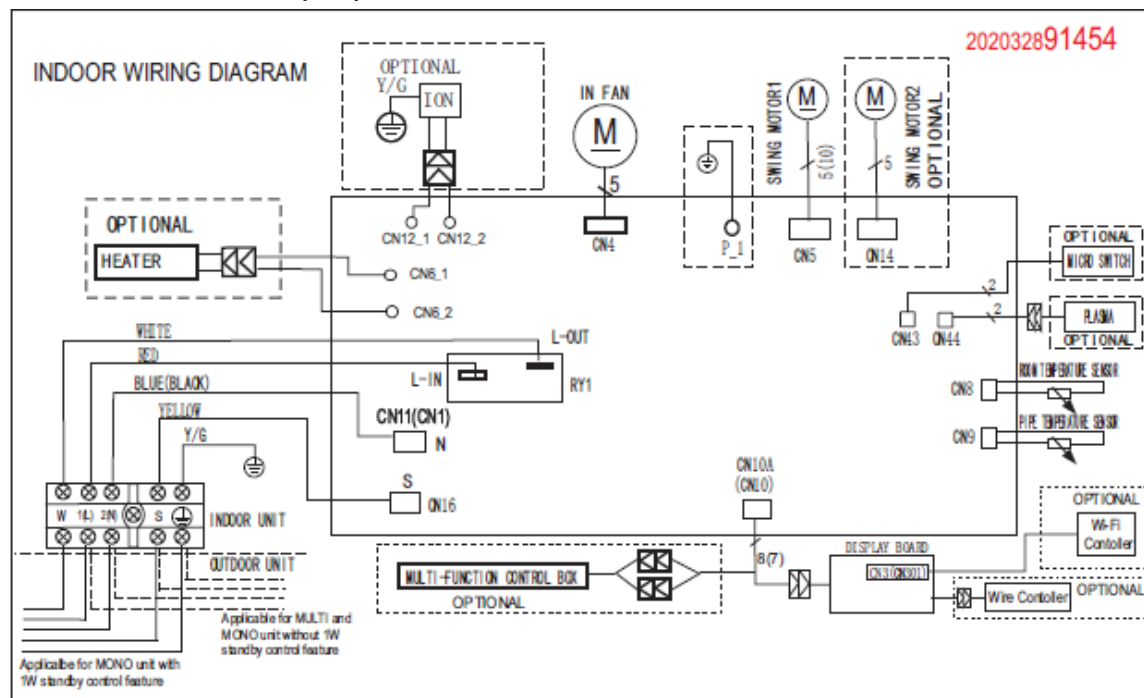 202032891454
INDOOR WIRING DIAGRAM
OPTIONAL
Y/G
ION
IN FAN
M
5
CN4
CN12_1
CN12_2
P_1
SWING MOTOR1
M
5(10)
CN5
SWING MOTOR2
OPTIONAL
M
5
CN14
OPTIONAL
HEATER
CN6_1
CN6_2
OPTIONAL
MICRO SWITCH
2
CN43
CN44
2
PLASMA
OPTIONAL
WHITE
L-OUT
RED
L-IN
RY1
BLUE(BLACK)
CN11(CN1)
N
YELLOW
Y/G
S
CN16
CN8
ROOM TEMPERATURE SENSOR
CN9
PIPE TEMPERATURE SENSOR
CN10A
(CN10)
8(7)
W 1(L) 2(N) S
INDOOR UNIT
OUTDOOR UNIT
MULTI-FUNCTION CONTROL BOX
OPTIONAL
DISPLAY BOARD
CN3(CN301)
OPTIONAL
Wi-Fi
Contoller
Wire Contoller
OPTIONAL
Applicable for MULTI and
MONO unit without 1W
standby control feature
Applicalbe for MONO unit with
1W standby control feature